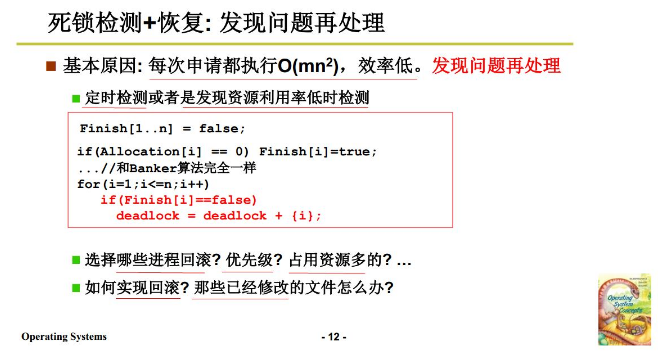 死锁检测+恢复: 发现问题再处理
基本原因: 每次申请都执行O(mn²)，效率低。发现问题再处理
定时检测或者是发现资源利用率低时检测
Finish[1..n] = false;
if(Allocation[i] == 0) Finish[i]=true;
...//和Banker算法完全一样
for(i=1;i<=n;i++)
if(Finish[i]==false)
deadlock = deadlock + {i};
选择哪些进程回滚? 优先级? 占用资源多的? ...
如何实现回滚? 那些已经修改的文件怎么办?
Operating
System
Concepts
Operating Systems
- 12 -